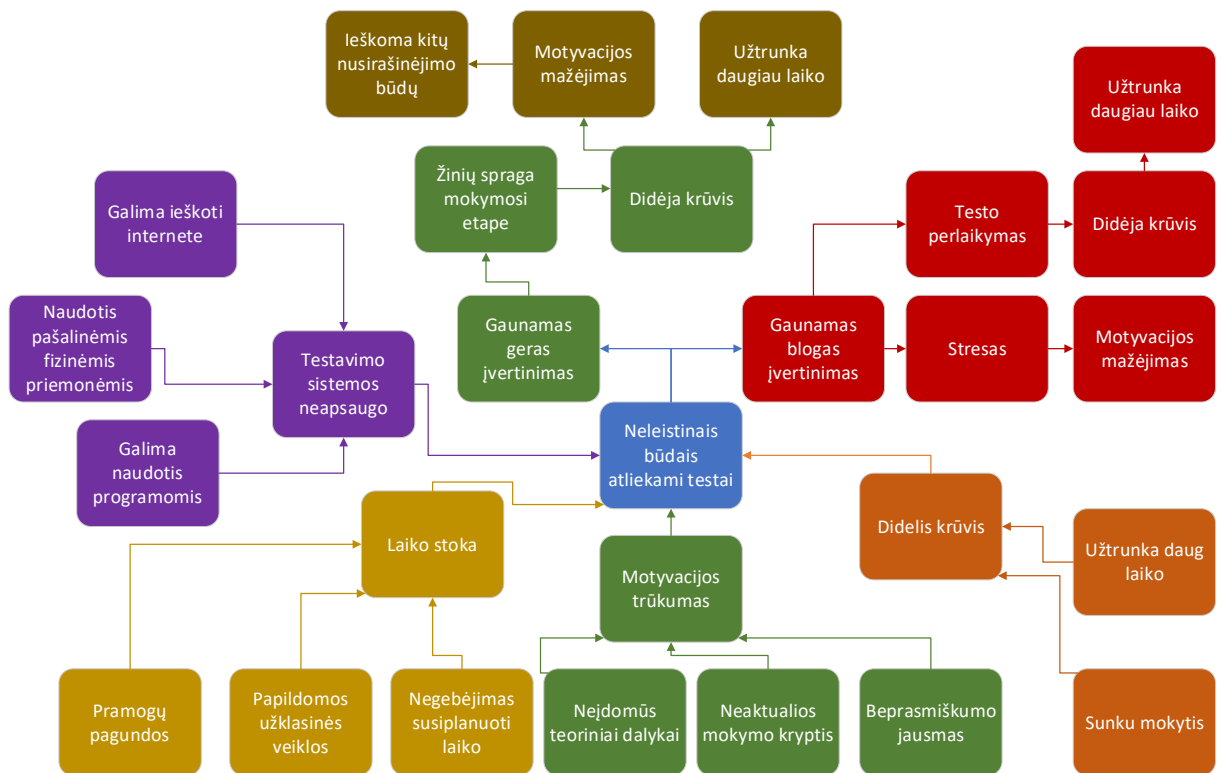 Ieškoma kitų
nusirašinėjimo
būdų
Motyvacijos
mažėjimas
Užtrunka
daugiau laiko
Užtrunka
daugiau laiko
Žinių spraga
mokymosi
etape
Didėja krūvis
Galima ieškoti
internete
Testo
perlaikymas
Didėja krūvis
Naudotis
pašalinėmis
fizinėmis
priemonėmis
Testavimo
sistemos
neapsaugo
Gaunamas
geras
įvertinimas
Gaunamas
blogas
įvertinimas
Stresas
Motyvacijos
mažėjimas
Galima
naudotis
programomis
Neleistinais
būdais
atliekami testai
Laiko stoka
Didelis krūvis
Užtrunka daug
laiko
Motyvacijos
trūkumas
Pramogų
pagundos
Papildomos
užklasinės
veiklos
Negebėjimas
susiplanuoti
laiko
Neįdomūs
teoriniai dalykai
Neaktualios
mokymo kryptis
Beprasmiškumo
jausmas
Sunku mokytis